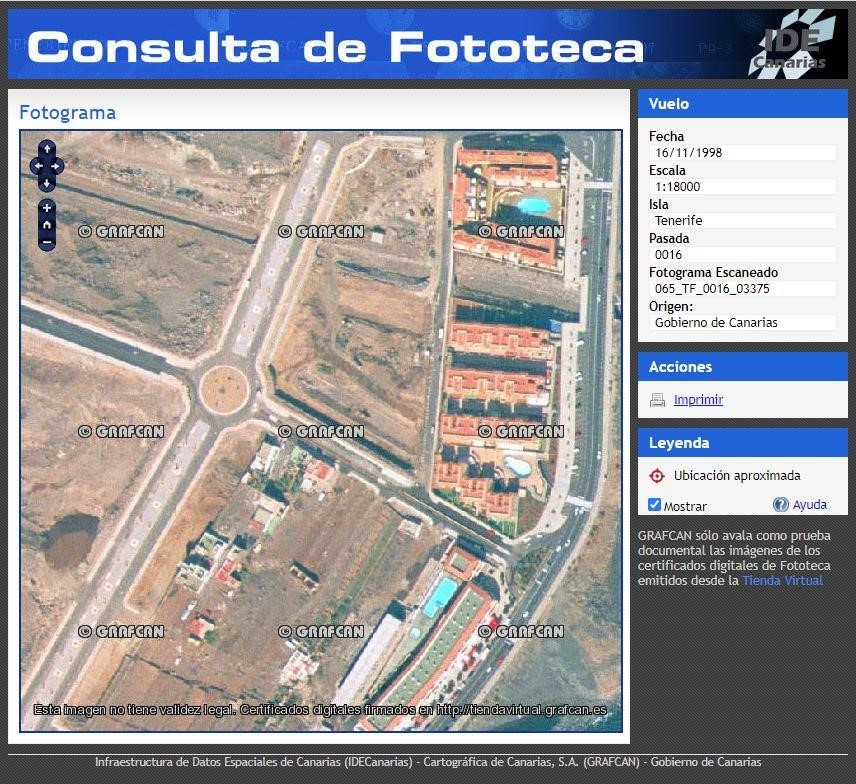 Consulta de Fototeca
IDE
Canarias
Fotograma
© GRAFCAN
© GRAFCAN
© GRAFCAN
© GRAFCAN
© GRAFCAN
© GRAFCAN
© GRAFCAN
© GRAFCAN
© GRAFCAN
Esta imagen no tiene validez legal. Certificados digitales firmados en http://tiendavirtual.grafcan.es
Vuelo
Fecha
16/11/1998
Escala
1:18000
Isla
Tenerife
Pasada
0016
Fotograma Escaneado
065_TF_0016_03375
Origen:
Gobierno de Canarias
Acciones
Imprimir
Leyenda
Ubicación aproximada
Mostrar
Ayuda
GRAFCAN sólo avala como prueba
documental las imágenes de los
certificados digitales de Fototeca
emitidos desde la Tienda Virtual
Infraestructura de Datos Espaciales de Canarias (IDECanarias) - Cartográfica de Canarias, S.A. (GRAFCAN) - Gobierno de Canarias